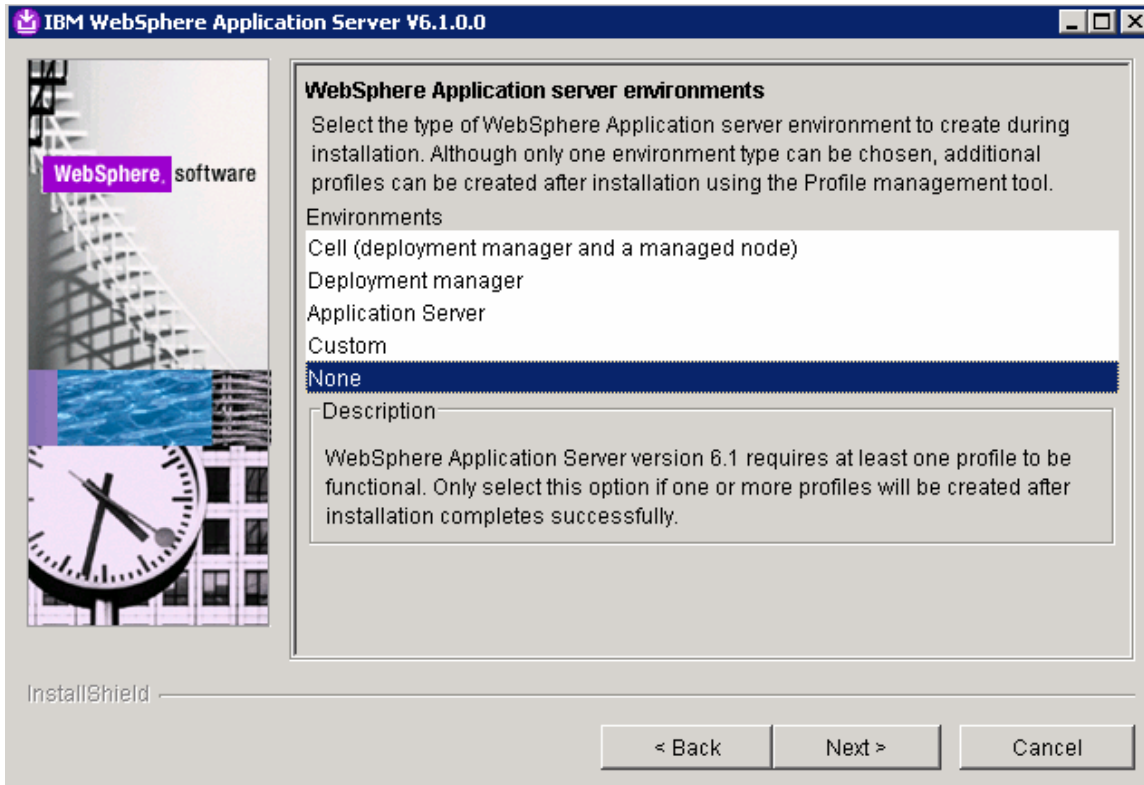 IBM WebSphere Application Server V6.1.0.0
WebSphere Application server environments
Select the type of WebSphere Application server environment to create during
installation. Although only one environment type can be chosen, additional
profiles can be created after installation using the Profile management tool.
WebSphere. software
Environments
Cell (deployment manager and a managed node)
Deployment manager
Application Server
Custom
None
Description
WebSphere Application Server version 6.1 requires at least one profile to be
functional. Only select this option if one or more profiles will be created after
installation completes successfully.
InstallShield
< Back
Next >
Cancel